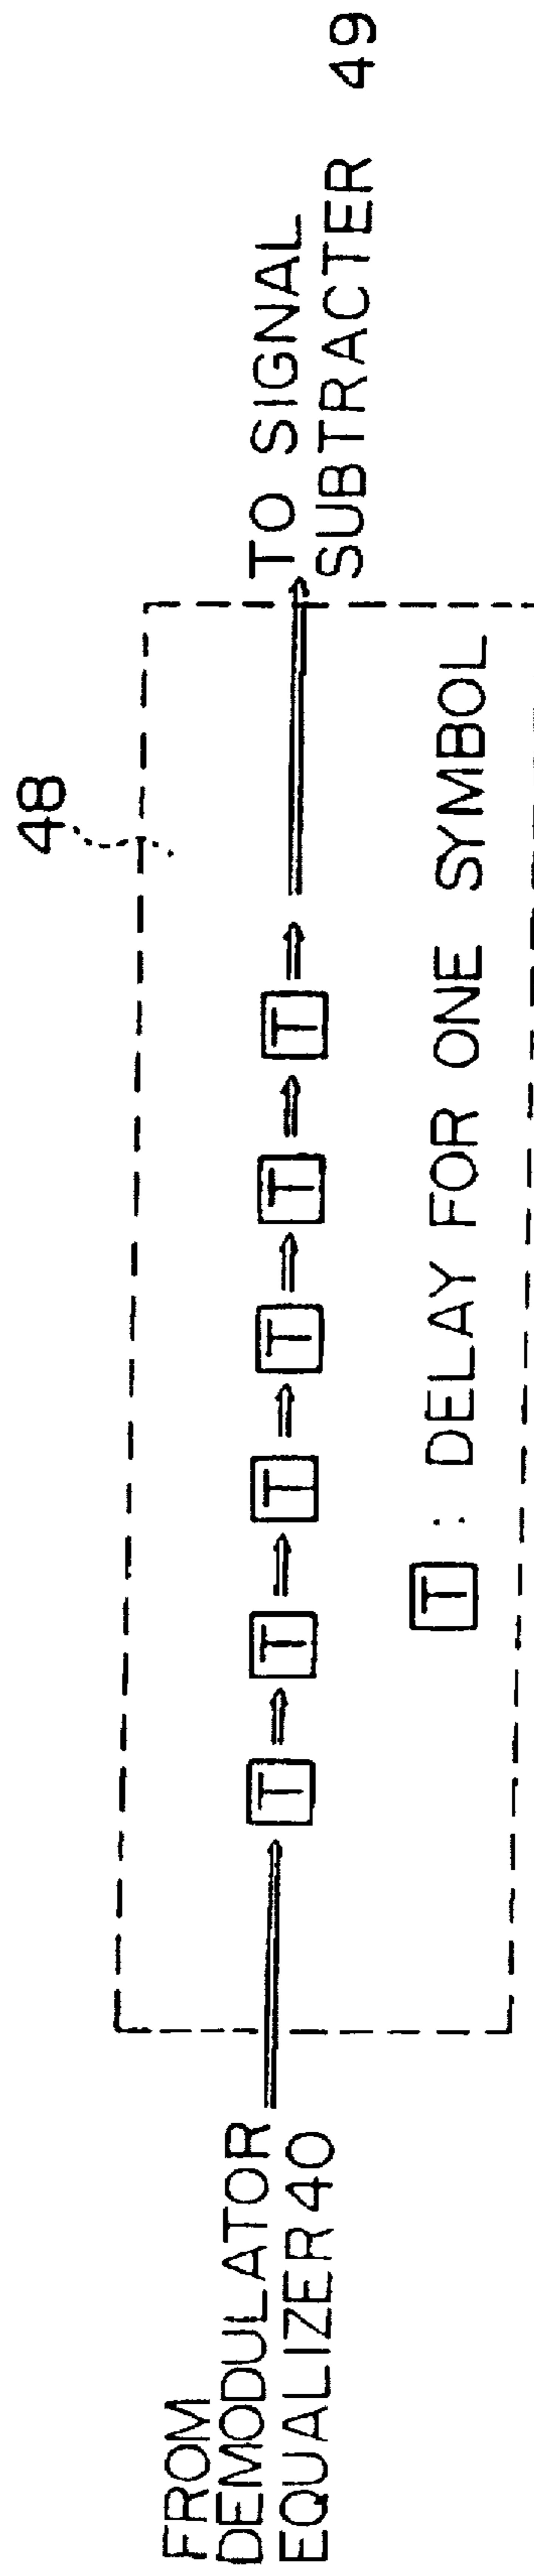 48
FROM
DEMODULATOR
EQUALIZER 40
T T T T T T
TO SIGNAL
SUBTRACTER 49
T : DELAY FOR ONE SYMBOL